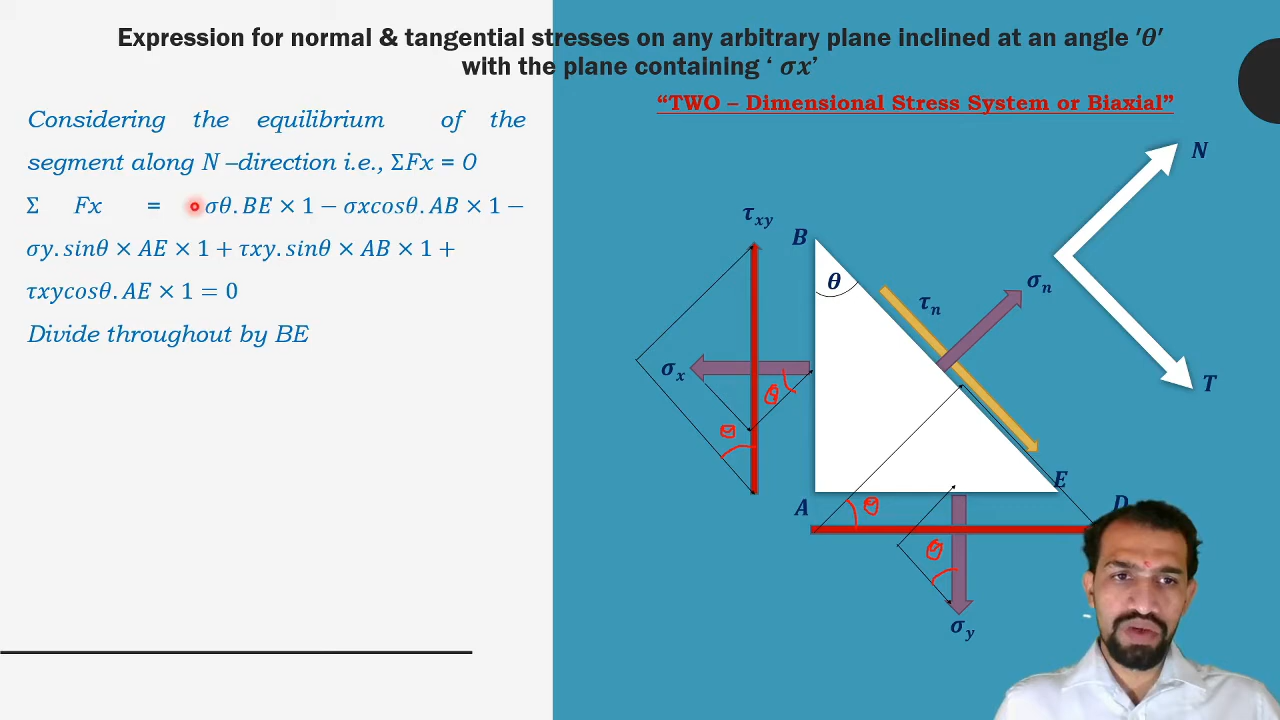 Expression for normal & tangential stresses on any arbitrary plane inclined at an angle ′θ′
with the plane containing ‘ σx’
“TWO – Dimensional Stress System or Biaxial”
Considering the equilibrium of the
segment along N –direction i.e., ΣFx = 0
Σ Fx = σθ. BE × 1 − σxcosθ. AB × 1 −
σy. sinθ × AE × 1 + τxy. sinθ × AB × 1 +
τxycosθ. AE × 1 = 0
Divide throughout by BE
N
τxy
B
θ
σn
τn
σx
θ
T
θ
E
A
θ
D
θ
σy